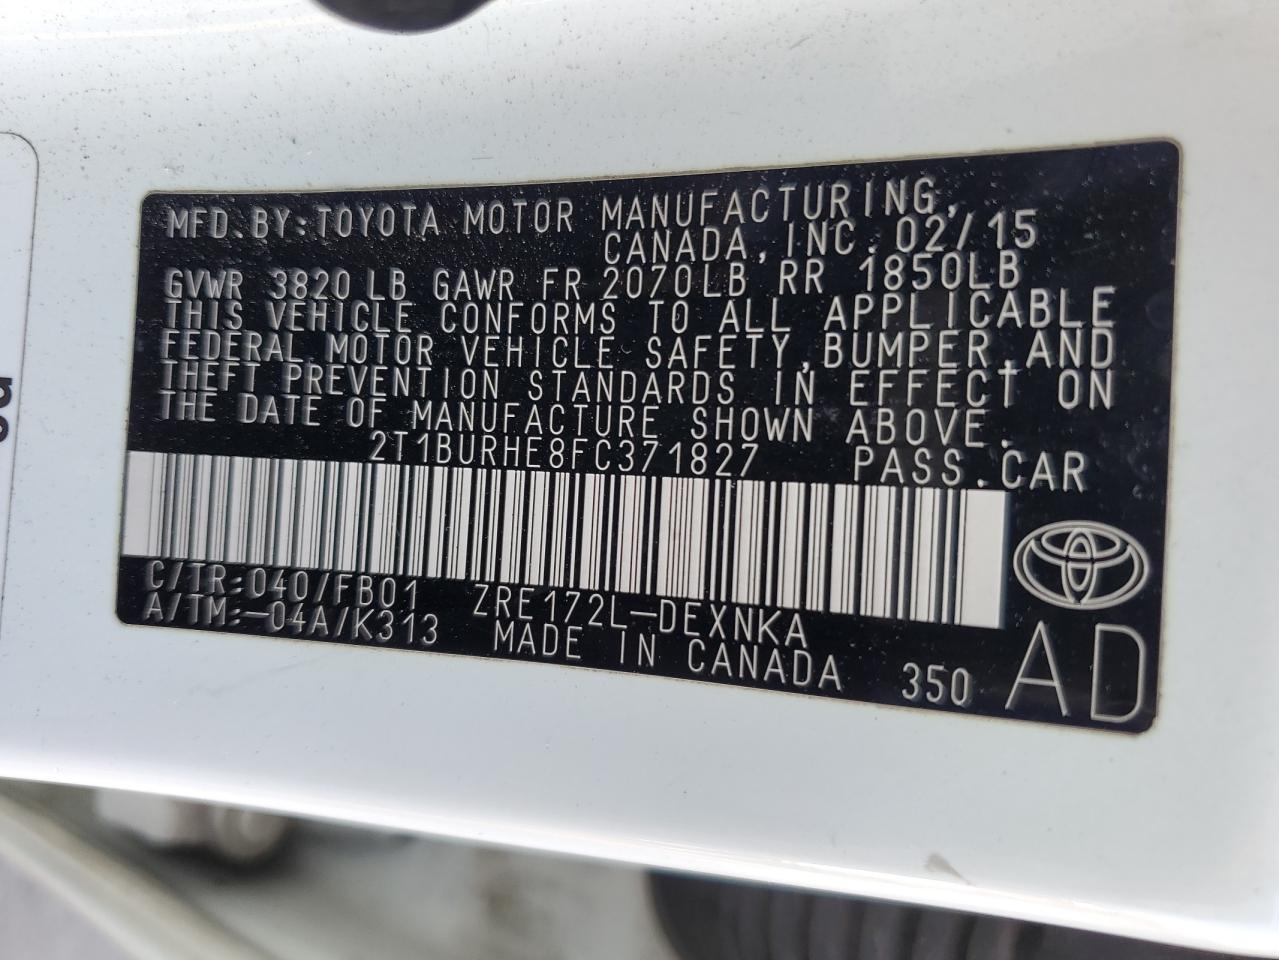 MFD.BY:TOYOTA MOTOR MANUFACTURING,
CANADA,INC. 02/15
GVWR 3820 LB GAWR FR 2070LB RR 1850LB
THIS VEHICLE CONFORMS TO ALL APPLICABLE
FEDERAL MOTOR VEHICLE SAFETY,BUMPER,AND
THEFT PREVENTION STANDARDS IN EFFECT ON
THE DATE OF MANUFACTURE SHOWN ABOVE.
2T1BURHE8FC371827 PASS.CAR
C/TR:040/FB01 ZRE172L-DEXNKA
A/TM:-04A/K313 MADE IN CANADA 350 AD